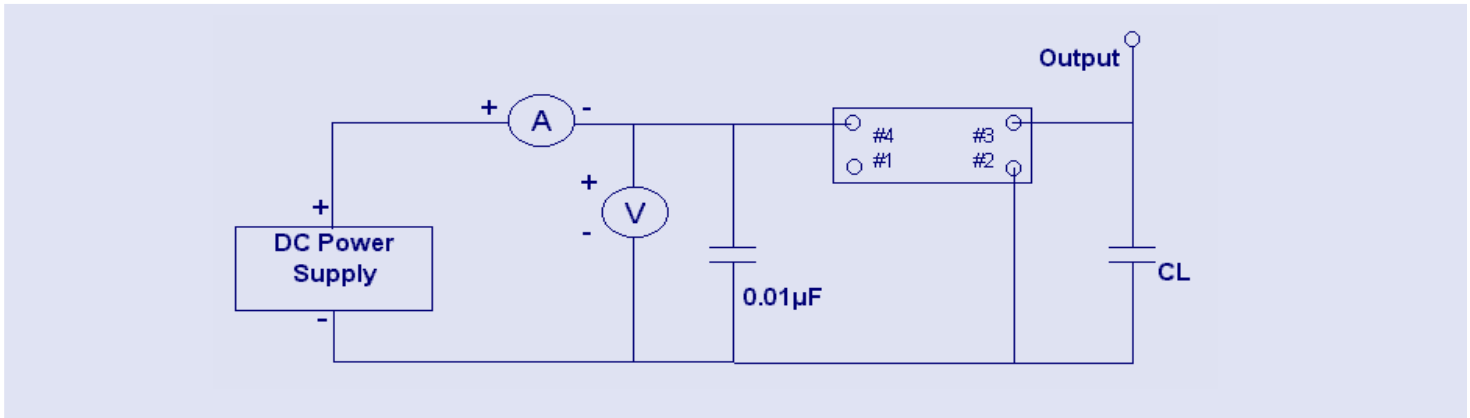 Output
+
A
-
#4
#3
#1
#2
+
V
-
+
DC Power
Supply
-
0.01µF
CL